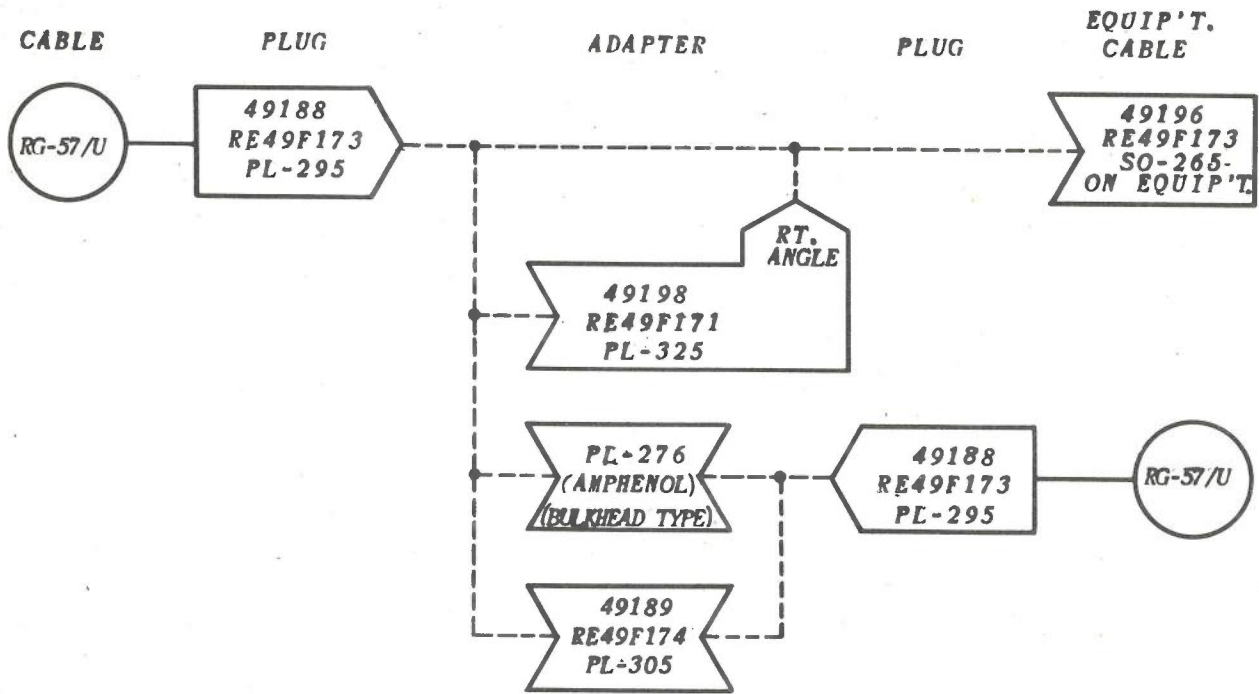 CABLE
PLUG
ADAPTER
PLUG
EQUIP'T.
CABLE
RG-57/U
49188
RE49F173
PL-295
49196
RE49F173
SO-265-
ON EQUIP'T.
RT.
ANGLE
49198
RE49F171
PL-325
PL-276
(AMPHENOL)
(BULKHEAD TYPE)
49188
RE49F173
PL-295
RG-57/U
49189
RE49F174
PL-305